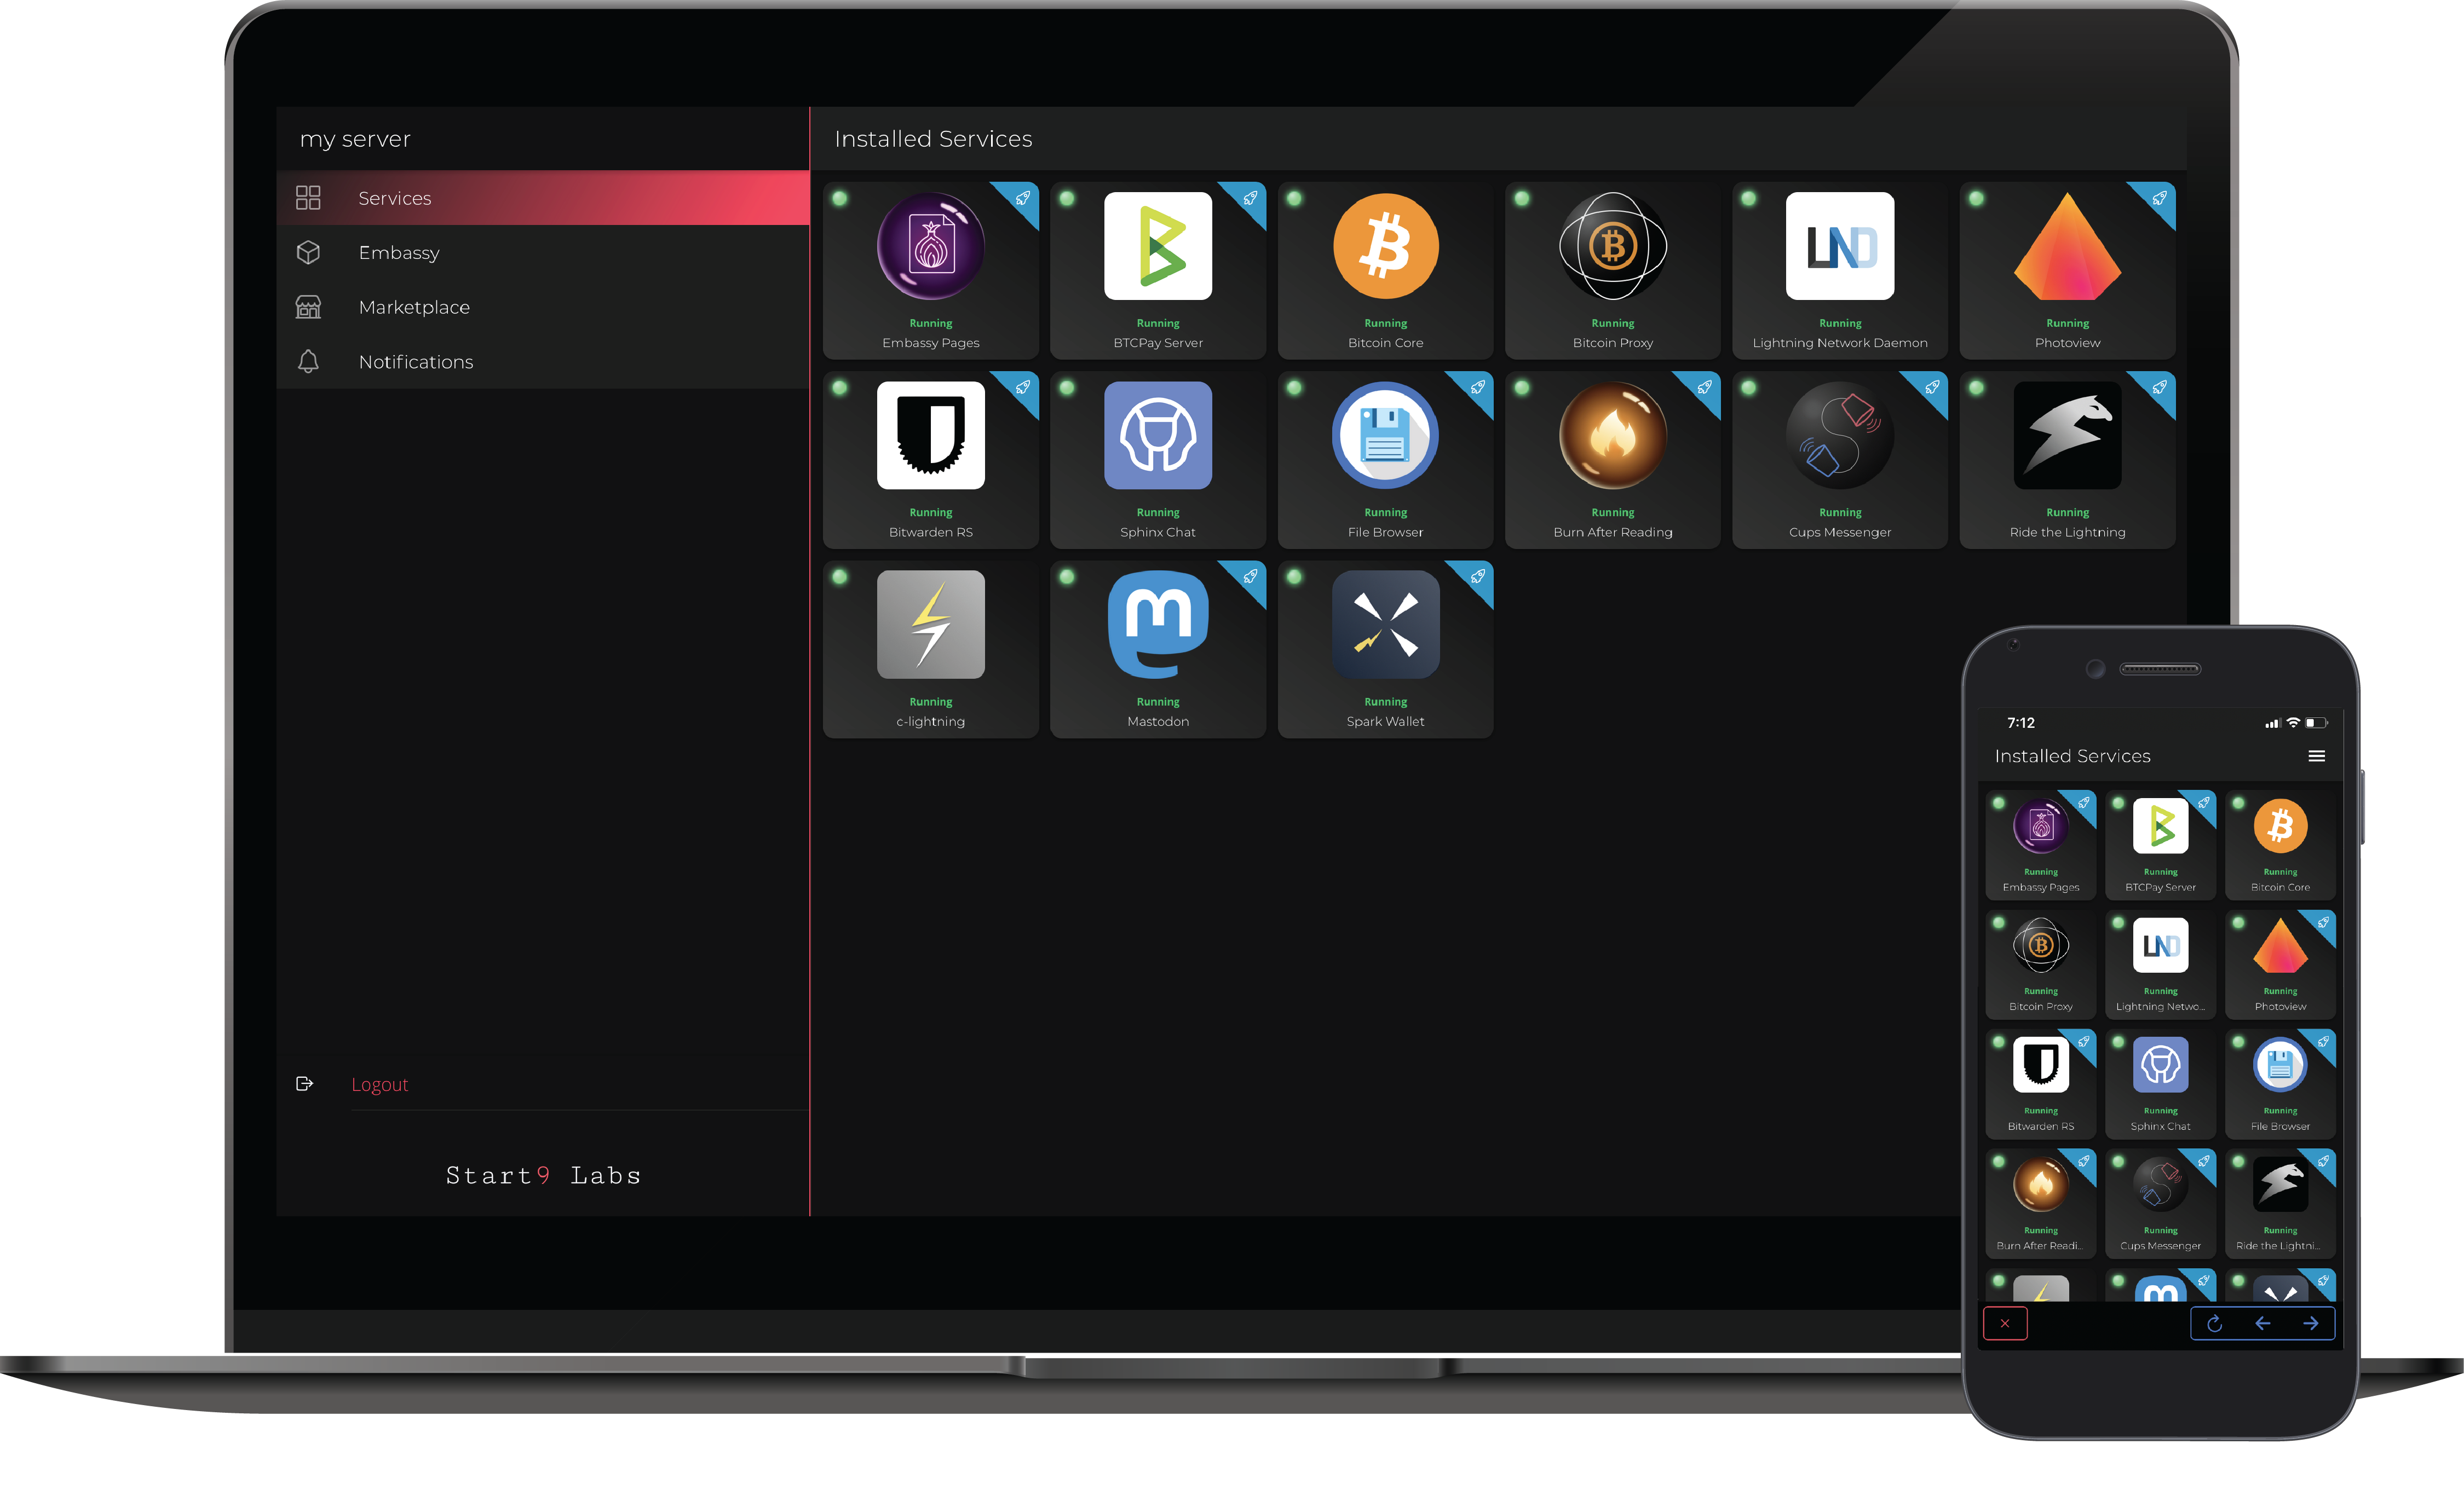 my server
Services
Embassy
Marketplace
Notifications
Logout
Start9 Labs
Installed Services
Running Running Running Running Running Running
Embassy Pages BTCPay Server Bitcoin Core Bitcoin Proxy Lightning Network Daemon Photoview
Running Running Running Running Running Running
Bitwarden RS Sphinx Chat File Browser Burn After Reading Cups Messenger Ride the Lightning
Running Running Running
c-lightning Mastodon Spark Wallet
LND
m
7:12
Installed Services
Running Running Running
Embassy Pages BTCPay Server Bitcoin Core
LND
Running Running Running
Bitcoin Proxy Lightning Netwo... Photoview
Running Running Running
Bitwarden RS Sphinx Chat File Browser
Running Running Running
Burn After Readi... Cups Messenger Ride the Lightni...
m